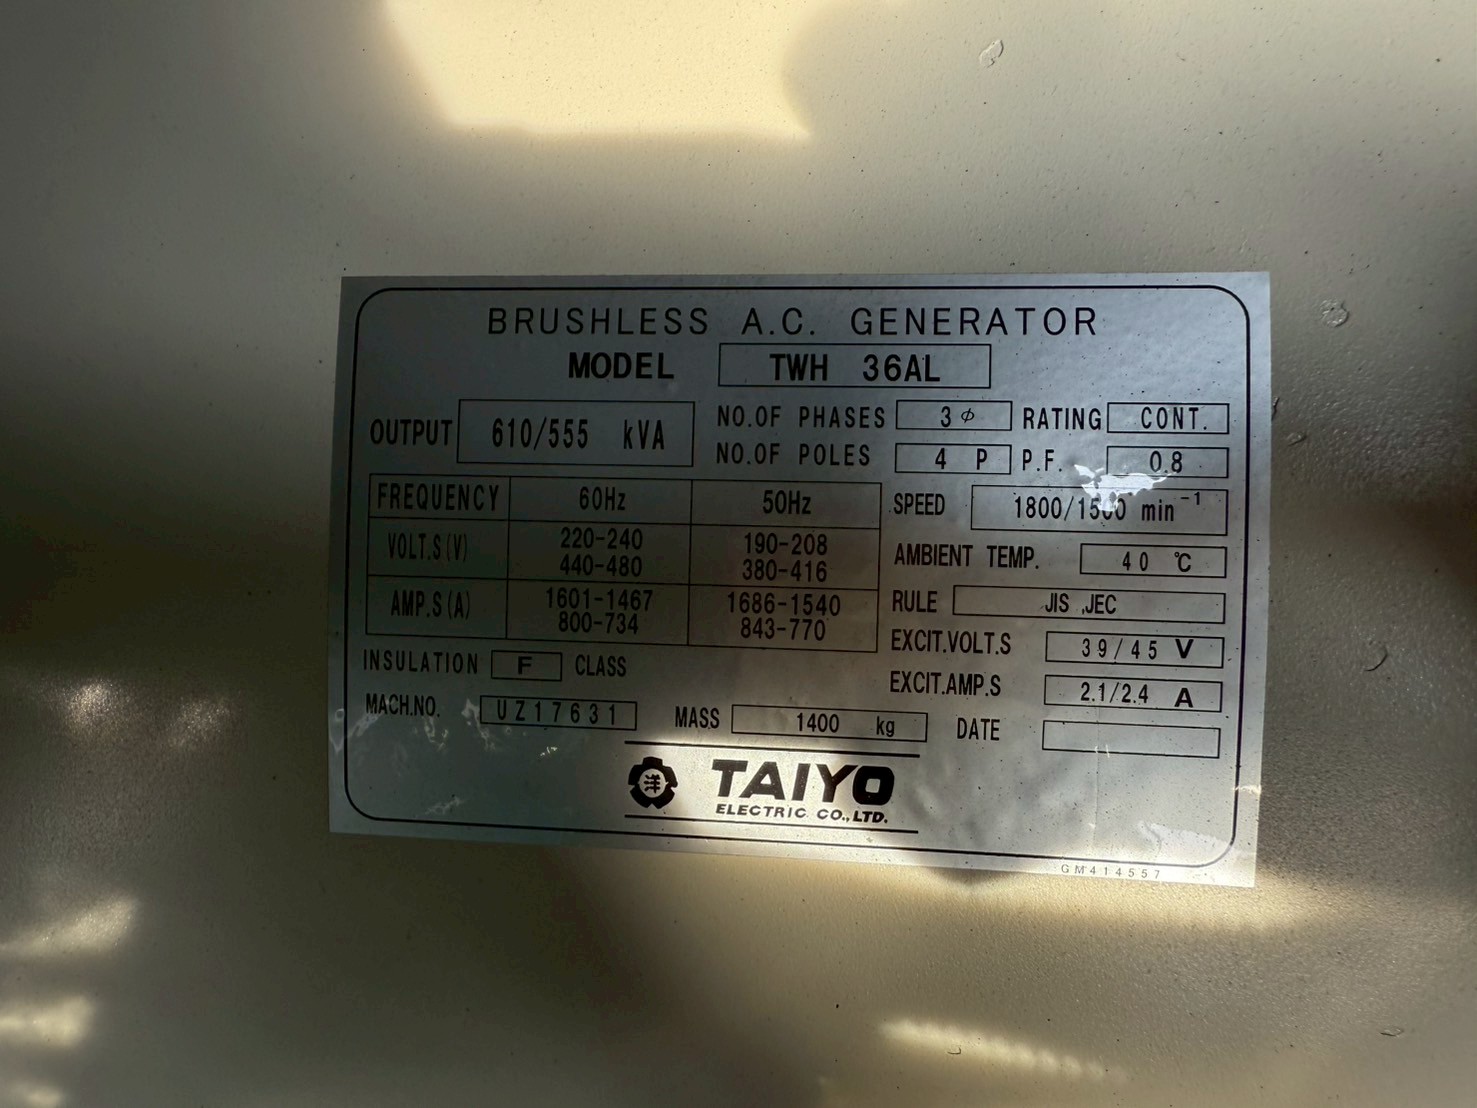 BRUSHLESS A.C. GENERATOR
MODEL TWH 36AL
OUTPUT 610/555 kVA
NO.OF PHASES 3φ RATING CONT.
NO.OF POLES 4 P P.F. 0.8
FREQUENCY 60Hz 50Hz
VOLT.S(V) 220-240 190-208
440-480 380-416
AMP.S(A) 1601-1467 1686-1540
800-734 843-770
SPEED 1800/1500 min⁻¹
AMBIENT TEMP. 40 ℃
RULE JIS ,JEC
EXCIT.VOLT.S 39/45 V
EXCIT.AMP.S 2.1/2.4 A
INSULATION F CLASS
MACH.NO. UZ17631 MASS 1400 kg DATE
洋 TAIYO
ELECTRIC CO.,LTD.
GM414557